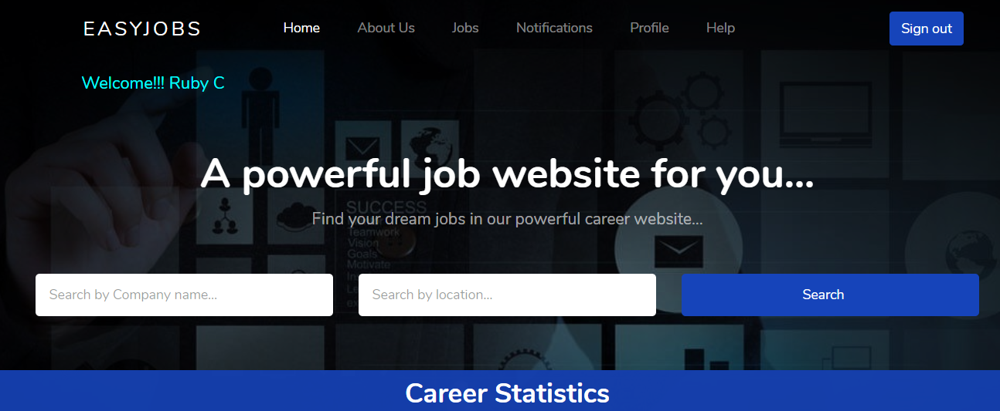 EASYJOBS
Home
About Us
Jobs
Notifications
Profile
Help
Sign out
Welcome!!! Ruby C
A powerful job website for you...
SUCCESS
Find your dream jobs in our powerful career website...
Teamwork
Vision
Goals
Motivate
Search by Company name...
Search by location...
Search
Career Statistics